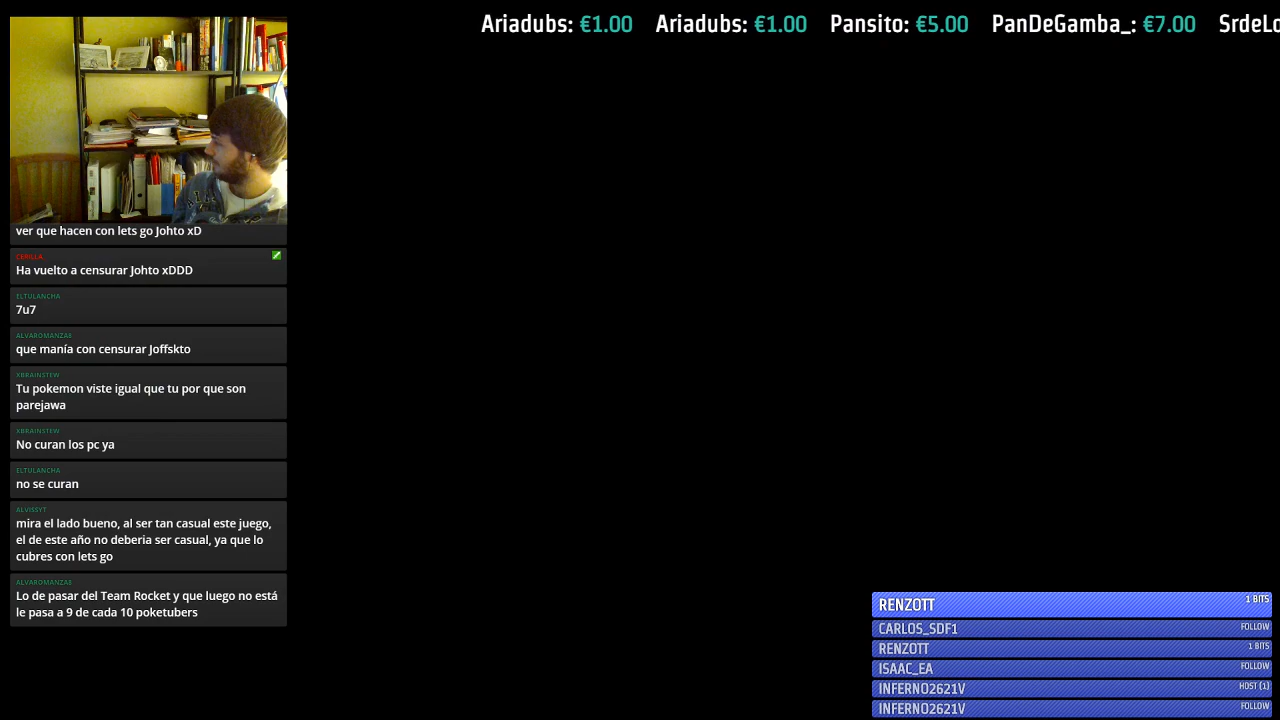 Ariadubs: €1.00 Ariadubs: €1.00 Pansito: €5.00 PanDeGamba_: €7.00 SrdeLo
ver que hacen con lets go Johto xD
CERILLA_
Ha vuelto a censurar Johto xDDD
ELTULANCHA
7u7
ALVAROMANZA6
que manía con censurar Joffskto
XBRAINSTEW
Tu pokemon viste igual que tu por que son
parejawa
XBRAINSTEW
No curan los pc ya
ELTULANCHA
no se curan
ALVISSYT
mira el lado bueno, al ser tan casual este juego,
el de este año no deberia ser casual, ya que lo
cubres con lets go
ALVAROMANZA6
Lo de pasar del Team Rocket y que luego no está
le pasa a 9 de cada 10 poketubers
RENZOTT 1 BITS
CARLOS_SDF1 FOLLOW
RENZOTT 1 BITS
ISAAC_EA FOLLOW
INFERNO2621V HOST (1)
INFERNO2621V FOLLOW